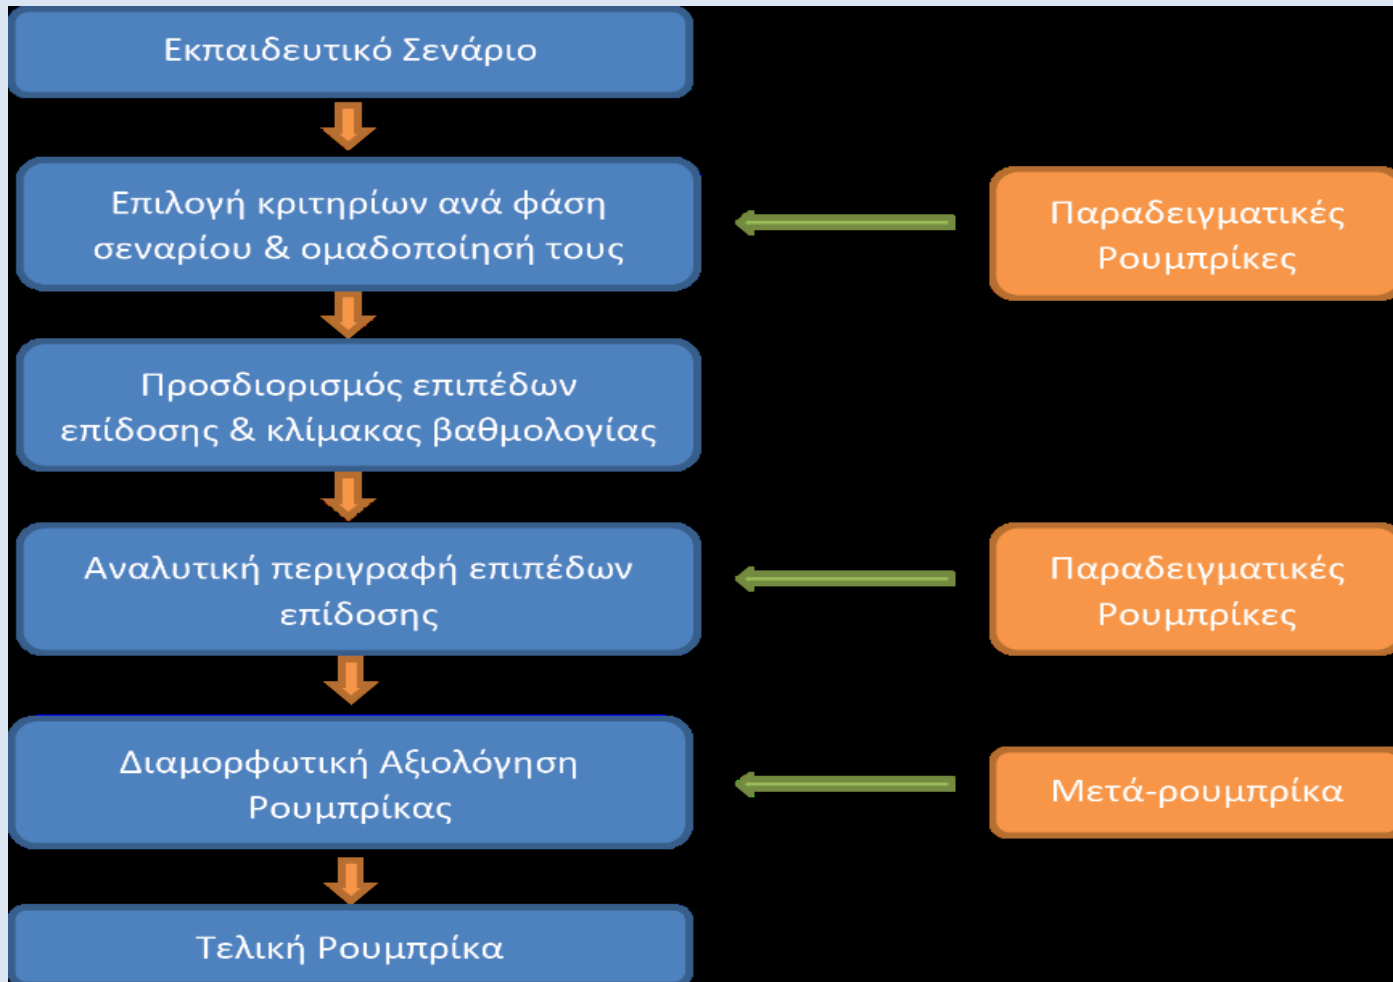 Εκπαιδευτικό Σενάριο
Επιλογή κριτηρίων ανά φάση
σεναρίου & ομαδοποίησή τους
Παραδειγματικές
Ρουμπρίκες
Προσδιορισμός επιπέδων
επίδοσης & κλίμακας βαθμολογίας
Αναλυτική περιγραφή επιπέδων
επίδοσης
Παραδειγματικές
Ρουμπρίκες
Διαμορφωτική Αξιολόγηση
Ρουμπρίκας
Μετά-ρουμπρίκα
Τελική Ρουμπρίκα